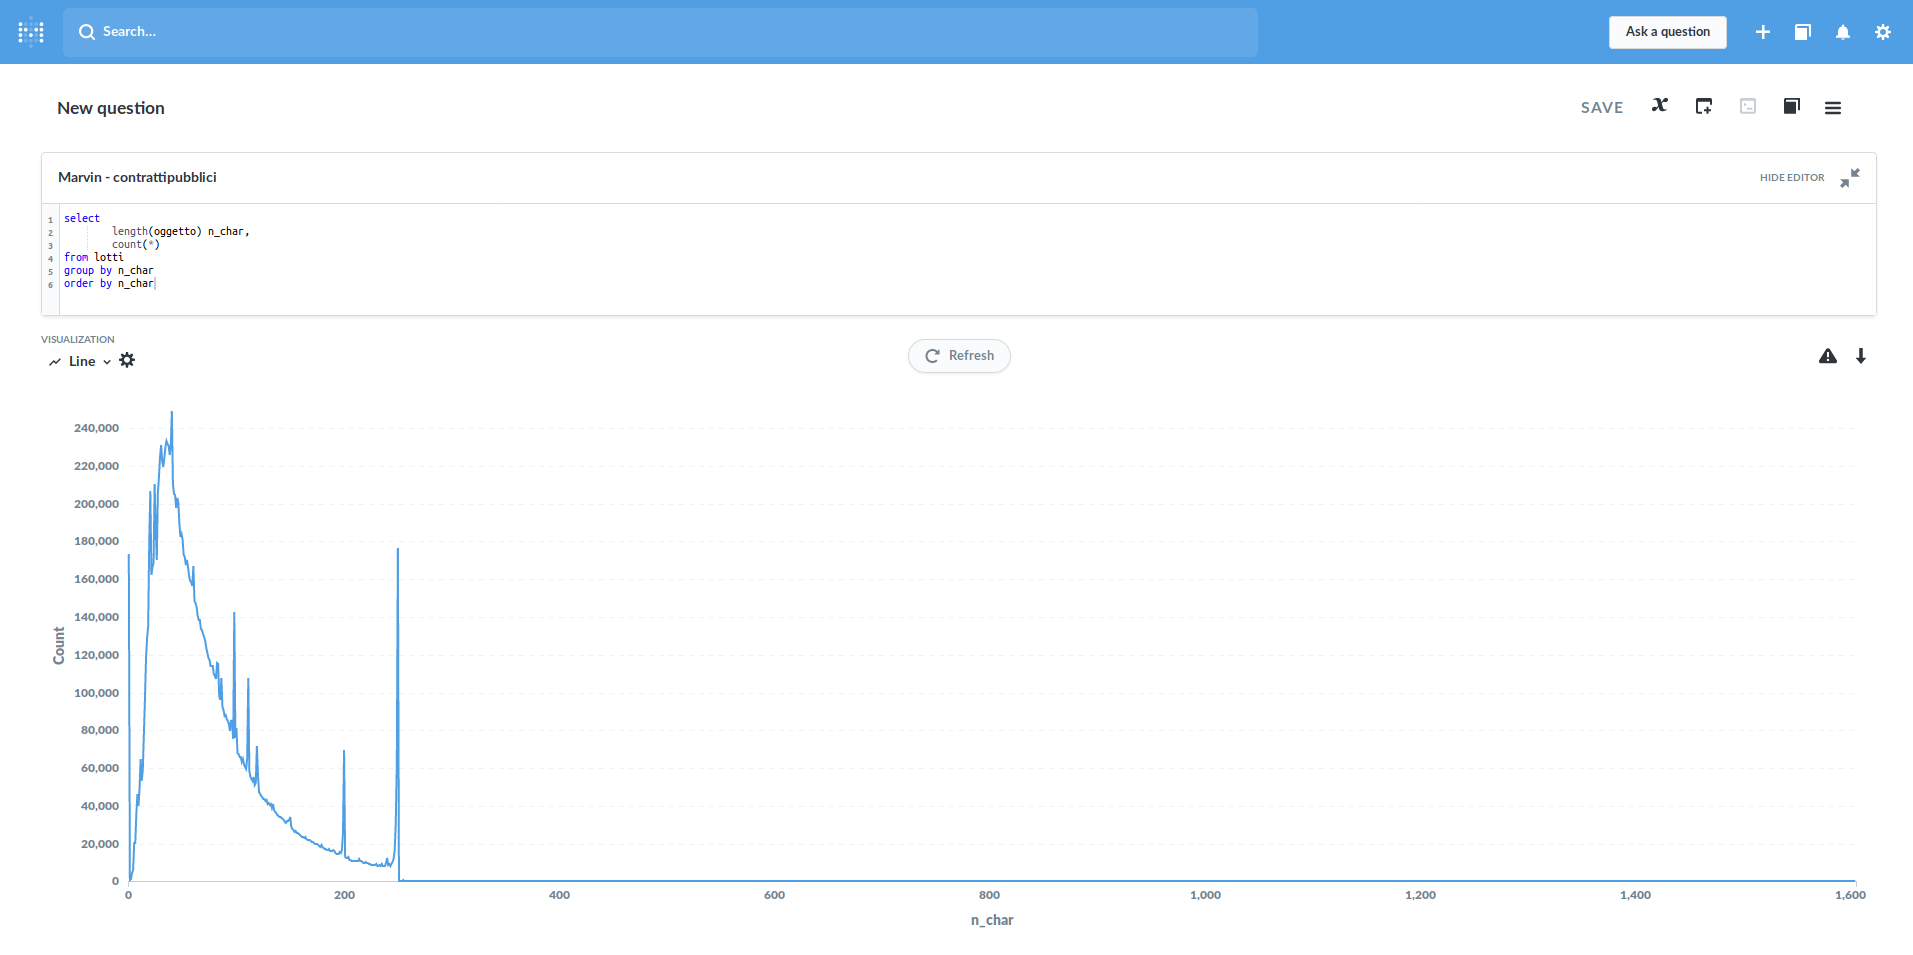 Search...
Ask a question
New question
SAVE
Marvin - contrattipubblici
HIDE EDITOR
1 select
2 length(oggetto) n_char,
3 count(*)
4 from lotti
5 group by n_char
6 order by n_char
VISUALIZATION
Line
Refresh
240,000
220,000
200,000
180,000
160,000
140,000
120,000
100,000
80,000
60,000
40,000
20,000
0
Count
0 200 400 600 800 1,000 1,200 1,400 1,600
n_char